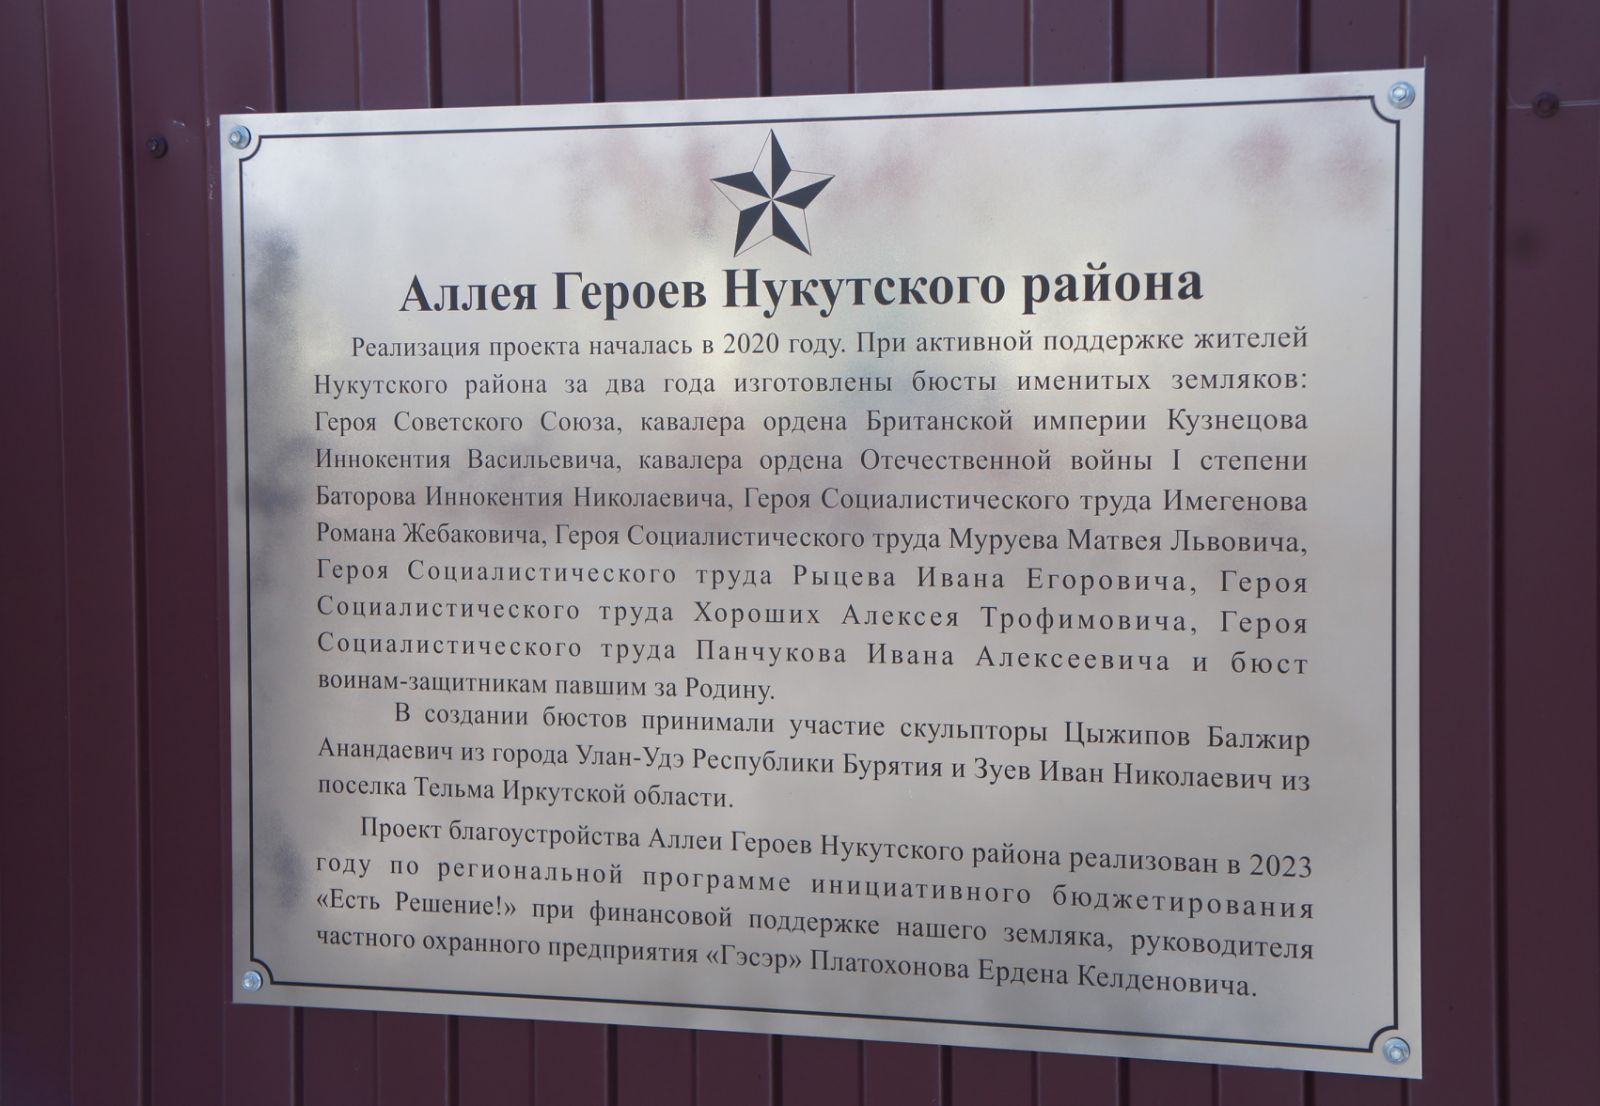 Аллея Героев Нукутского района
Реализация проекта началась в 2020 году. При активной поддержке жителей
Нукутского района за два года изготовлены бюсты именитых земляков:
Героя Советского Союза, кавалера ордена Британской империи Кузнецова
Иннокентия Васильевича, кавалера ордена Отечественной войны I степени
Баторова Иннокентия Николаевича, Героя Социалистического труда Имегенова
Романа Жебаковича, Героя Социалистического труда Муруева Матвея Львовича,
Героя Социалистического труда Рыцева Ивана Егоровича, Героя
Социалистического труда Хороших Алексея Трофимовича, Героя
Социалистического труда Панчукова Ивана Алексеевича и бюст
воинам-защитникам павшим за Родину.
В создании бюстов принимали участие скульпторы Цыжипов Балжир
Анандаевич из города Улан-Удэ Республики Бурятия и Зуев Иван Николаевич из
поселка Тельма Иркутской области.
Проект благоустройства Аллеи Героев Нукутского района реализован в 2023
году по региональной программе инициативного бюджетирования
«Есть Решение!» при финансовой поддержке нашего земляка, руководителя
частного охранного предприятия «Гэсэр» Платохонова Ердена Келденовича.